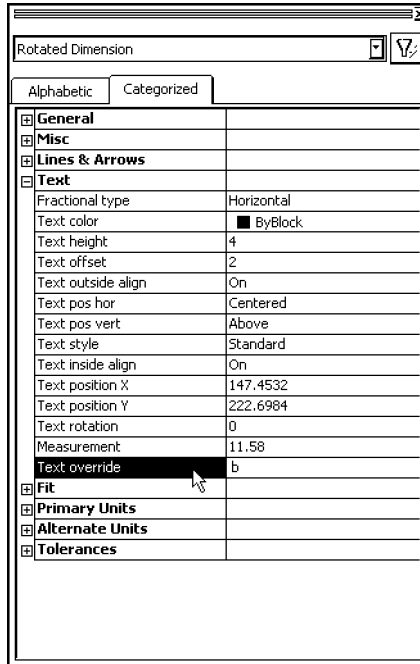 Rotated Dimension
Alphabetic Categorized
General
Misc
Lines & Arrows
Text
Fractional type Horizontal
Text color ByBlock
Text height 4
Text offset 2
Text outside align On
Text pos hor Centered
Text pos vert Above
Text style Standard
Text inside align On
Text position X 147.4532
Text position Y 222.6984
Text rotation 0
Measurement 11.58
Text override b
Fit
Primary Units
Alternate Units
Tolerances